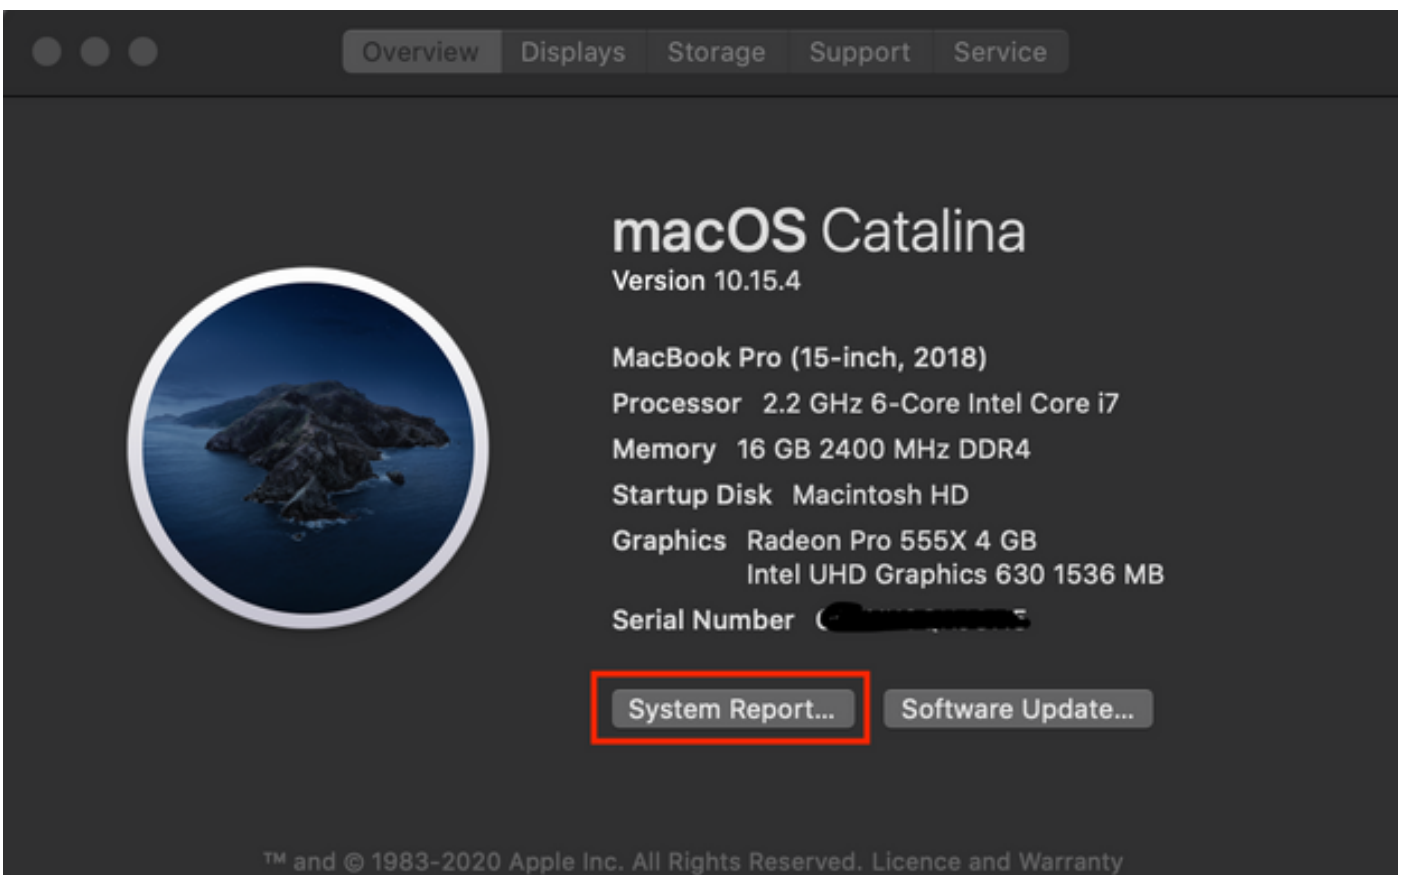 Overview Displays Storage Support Service
macOS Catalina
Version 10.15.4
MacBook Pro (15-inch, 2018)
Processor 2.2 GHz 6-Core Intel Core i7
Memory 16 GB 2400 MHz DDR4
Startup Disk Macintosh HD
Graphics Radeon Pro 555X 4 GB
Intel UHD Graphics 630 1536 MB
Serial Number
System Report... Software Update...
™ and © 1983-2020 Apple Inc. All Rights Reserved. Licence and Warranty